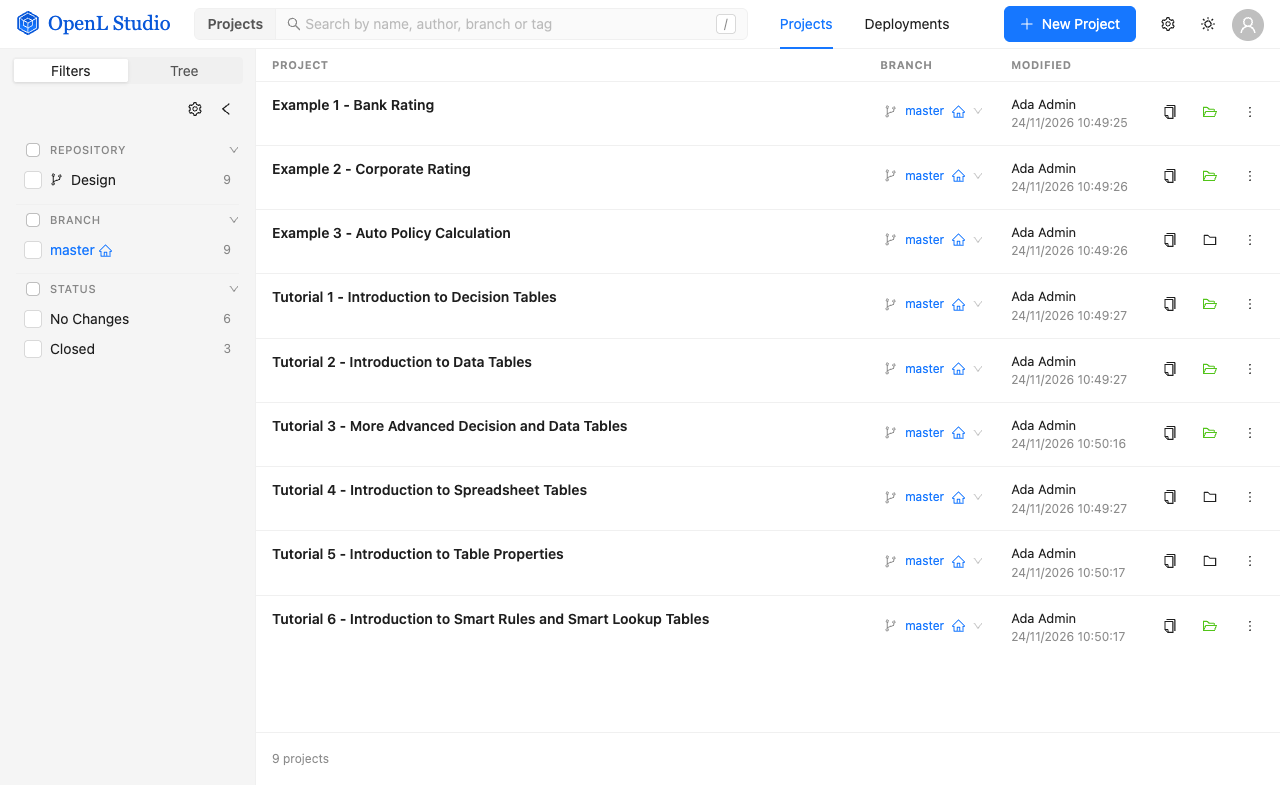 OpenL Studio
Projects
Search by name, author, branch or tag
/
Projects
Deployments
New Project
Filters
Tree
REPOSITORY
Design 9
BRANCH
master 9
STATUS
No Changes 6
Closed 3
PROJECT BRANCH MODIFIED
Example 1 - Bank Rating master Ada Admin
24/11/2026 10:49:25
Example 2 - Corporate Rating master Ada Admin
24/11/2026 10:49:26
Example 3 - Auto Policy Calculation master Ada Admin
24/11/2026 10:49:26
Tutorial 1 - Introduction to Decision Tables master Ada Admin
24/11/2026 10:49:27
Tutorial 2 - Introduction to Data Tables master Ada Admin
24/11/2026 10:49:27
Tutorial 3 - More Advanced Decision and Data Tables master Ada Admin
24/11/2026 10:50:16
Tutorial 4 - Introduction to Spreadsheet Tables master Ada Admin
24/11/2026 10:49:27
Tutorial 5 - Introduction to Table Properties master Ada Admin
24/11/2026 10:50:17
Tutorial 6 - Introduction to Smart Rules and Smart Lookup Tables master Ada Admin
24/11/2026 10:50:17
9 projects